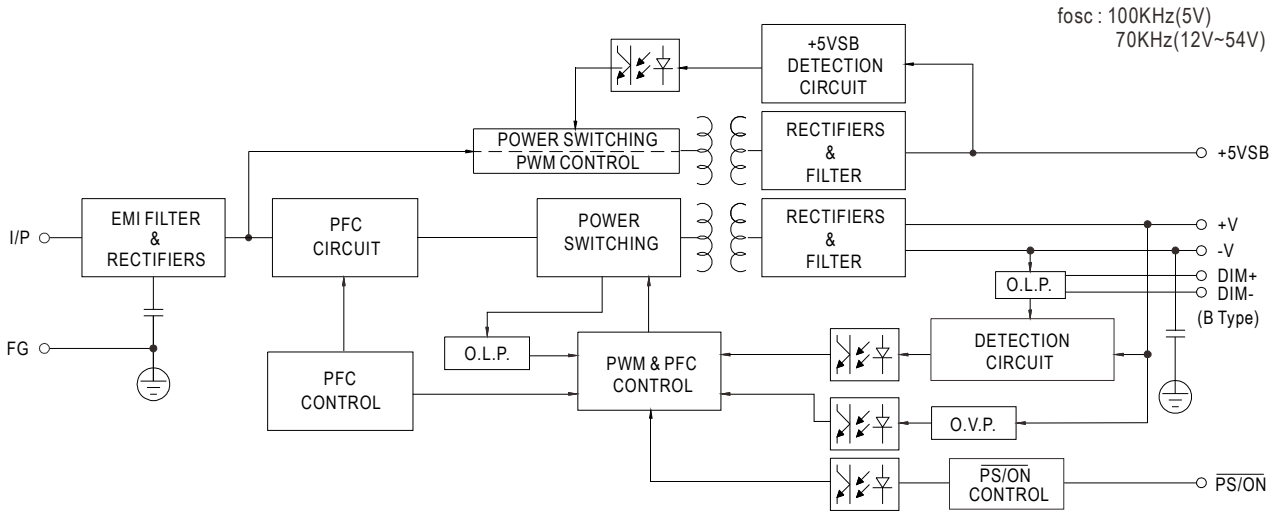 fosc : 100KHz(5V)
70KHz(12V~54V)
+5VSB
DETECTION
CIRCUIT
POWER SWITCHING
PWM CONTROL
RECTIFIERS
&
FILTER
+5VSB
I/P
EMI FILTER
&
RECTIFIERS
PFC
CIRCUIT
POWER
SWITCHING
RECTIFIERS
&
FILTER
+V
-V
O.L.P.
DIM+
DIM-
(B Type)
FG
PFC
CONTROL
O.L.P.
PWM & PFC
CONTROL
DETECTION
CIRCUIT
O.V.P.
PS/ON
CONTROL
PS/ON